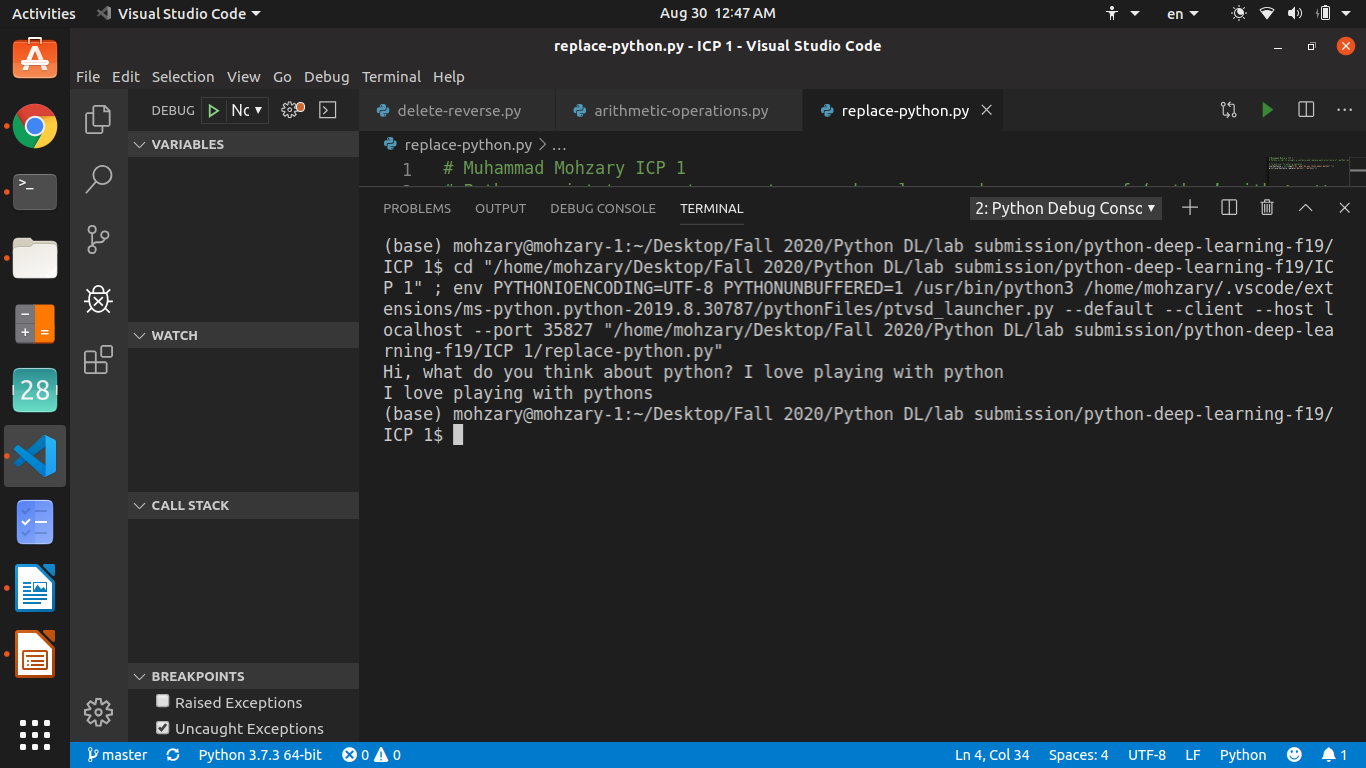 Activities Visual Studio Code Aug 30 12:47 AM en
replace-python.py - ICP 1 - Visual Studio Code
File Edit Selection View Go Debug Terminal Help
DEBUG Nc delete-reverse.py arithmetic-operations.py replace-python.py
VARIABLES
replace-python.py > ...
1 # Muhammad Mohzary ICP 1
PROBLEMS OUTPUT DEBUG CONSOLE TERMINAL 2: Python Debug Consc
(base) mohzary@mohzary-1:~/Desktop/Fall 2020/Python DL/lab submission/python-deep-learning-f19/
ICP 1$ cd "/home/mohzary/Desktop/Fall 2020/Python DL/lab submission/python-deep-learning-f19/IC
P 1" ; env PYTHONIOENCODING=UTF-8 PYTHONUNBUFFERED=1 /usr/bin/python3 /home/mohzary/.vscode/ext
ensions/ms-python.python-2019.8.30787/pythonFiles/ptvsd_launcher.py --default --client --host l
ocalhost --port 35827 "/home/mohzary/Desktop/Fall 2020/Python DL/lab submission/python-deep-lea
rning-f19/ICP 1/replace-python.py"
Hi, what do you think about python? I love playing with python
I love playing with pythons
(base) mohzary@mohzary-1:~/Desktop/Fall 2020/Python DL/lab submission/python-deep-learning-f19/
ICP 1$
WATCH
CALL STACK
BREAKPOINTS
Raised Exceptions
Uncaught Exceptions
28
master Python 3.7.3 64-bit 0 0 Ln 4, Col 34 Spaces: 4 UTF-8 LF Python 1